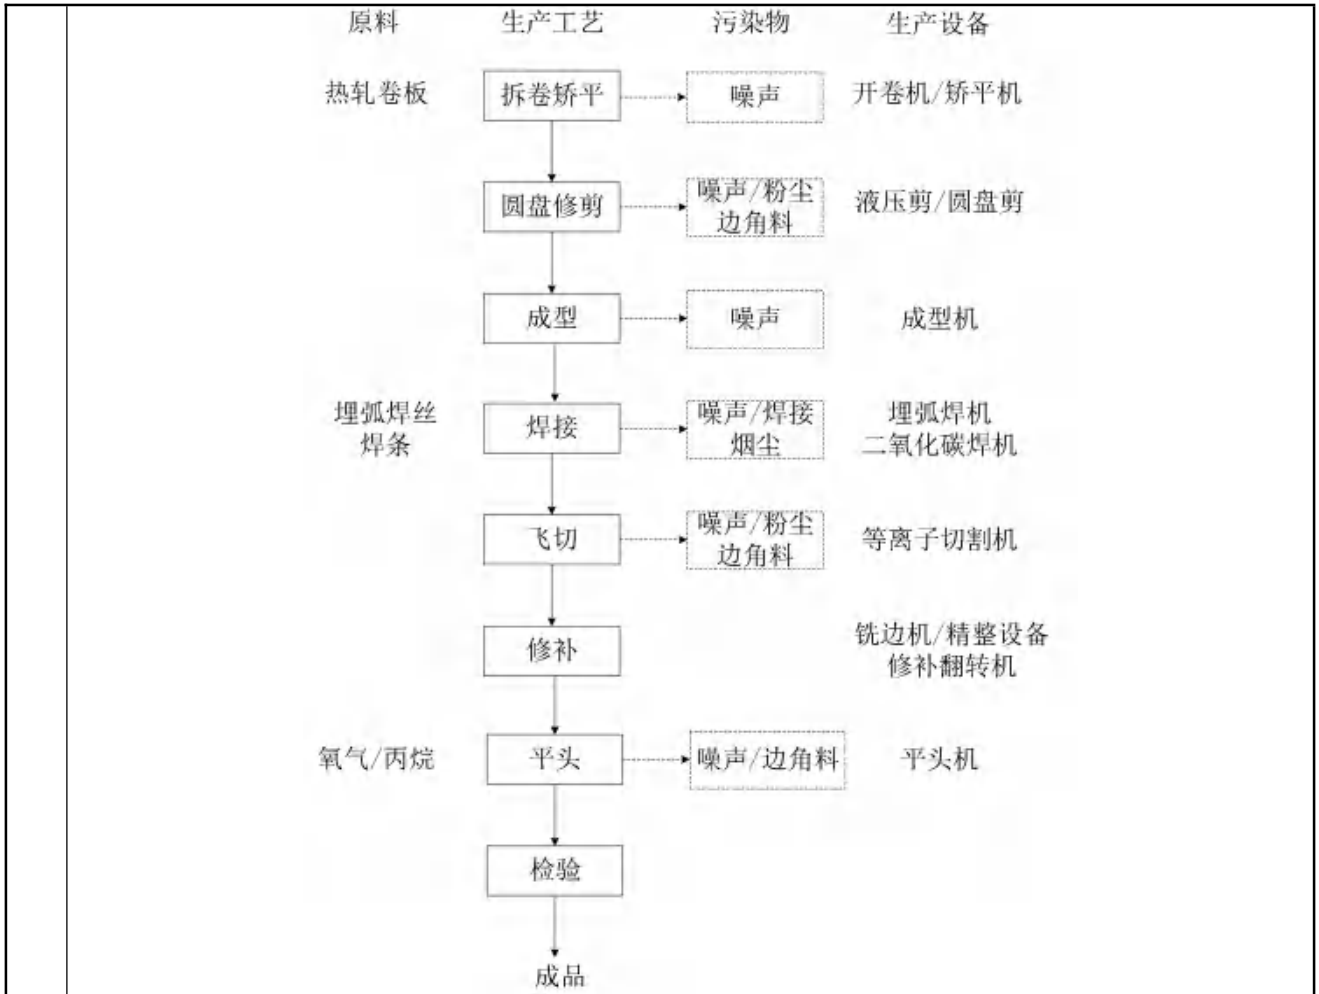 原料 生产工艺 污染物 生产设备
热轧卷板 拆卷矫平 噪声 开卷机/矫平机
圆盘修剪 噪声/粉尘 液压剪/圆盘剪
边角料
成型 噪声 成型机
埋弧焊丝 焊接 噪声/焊接 埋弧焊机
焊条 烟尘 二氧化碳焊机
飞切 噪声/粉尘 等离子切割机
边角料
修补 铣边机/精整设备
修补翻转机
氧气/丙烷 平头 噪声/边角料 平头机
检验
成品